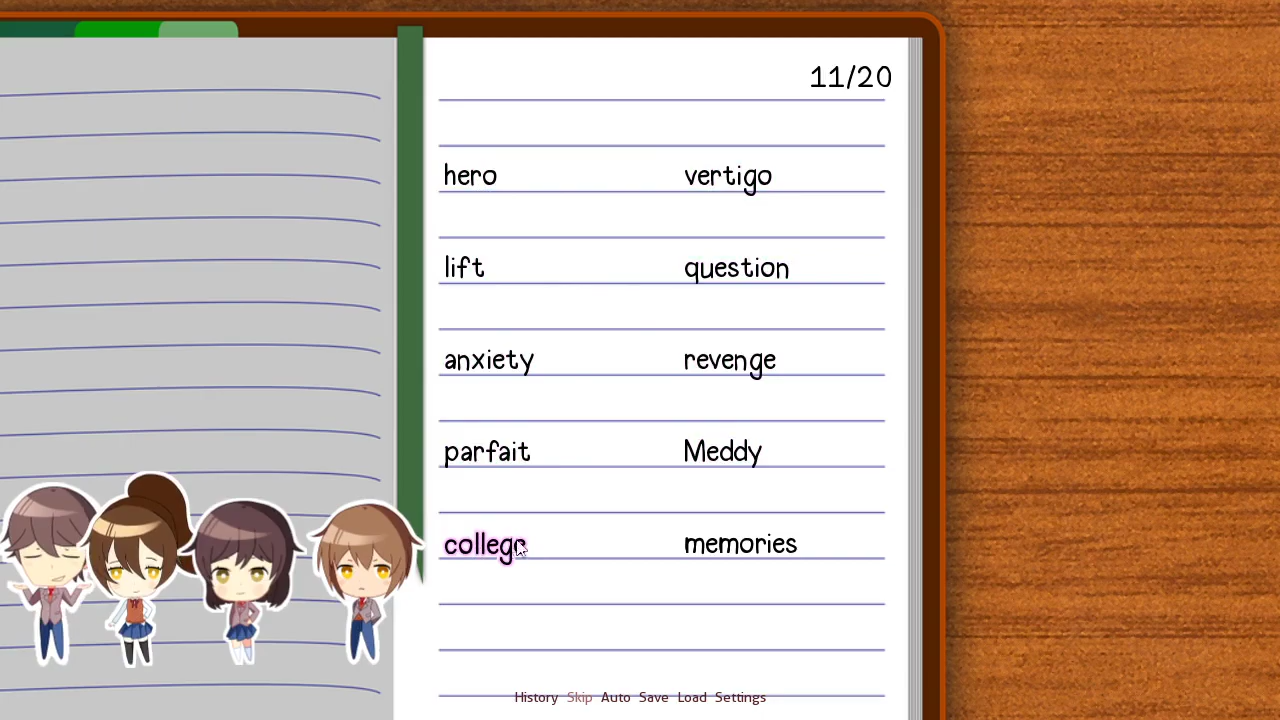 11/20
hero vertigo
lift question
anxiety revenge
parfait Meddy
college memories
History Skip Auto Save Load Settings